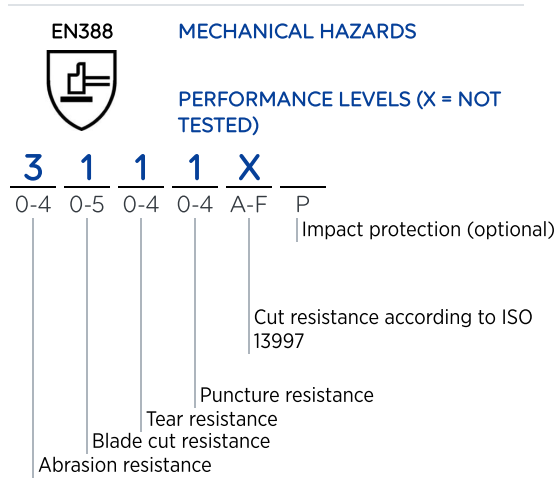 EN388
MECHANICAL HAZARDS
PERFORMANCE LEVELS (X = NOT
TESTED)
3 1 1 1 X
0-4 0-5 0-4 0-4 A-F P
Impact protection (optional)
Cut resistance according to ISO
13997
Puncture resistance
Tear resistance
Blade cut resistance
Abrasion resistance